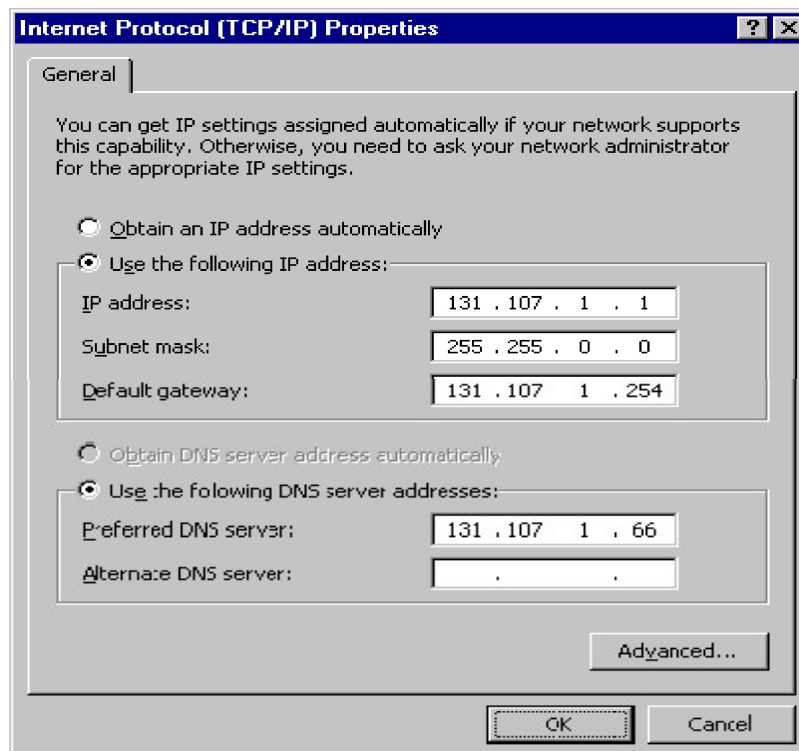 Internet Protocol (TCP/IP) Properties
General
You can get IP settings assigned automatically if your network supports
this capability. Otherwise, you need to ask your network administrator
for the appropriate IP settings.
Obtain an IP address automatically
Use the following IP address:
IP address: 131 . 107 . 1 . 1
Subnet mask: 255 . 255 . 0 . 0
Default gateway: 131 . 107 1 . 254
Obtain DNS server address automatically
Use the folowing DNS server addresses:
Preferred DNS server: 131 . 107 1 . 66
Alternate DNS server: . .
Advanced...
OK Cancel